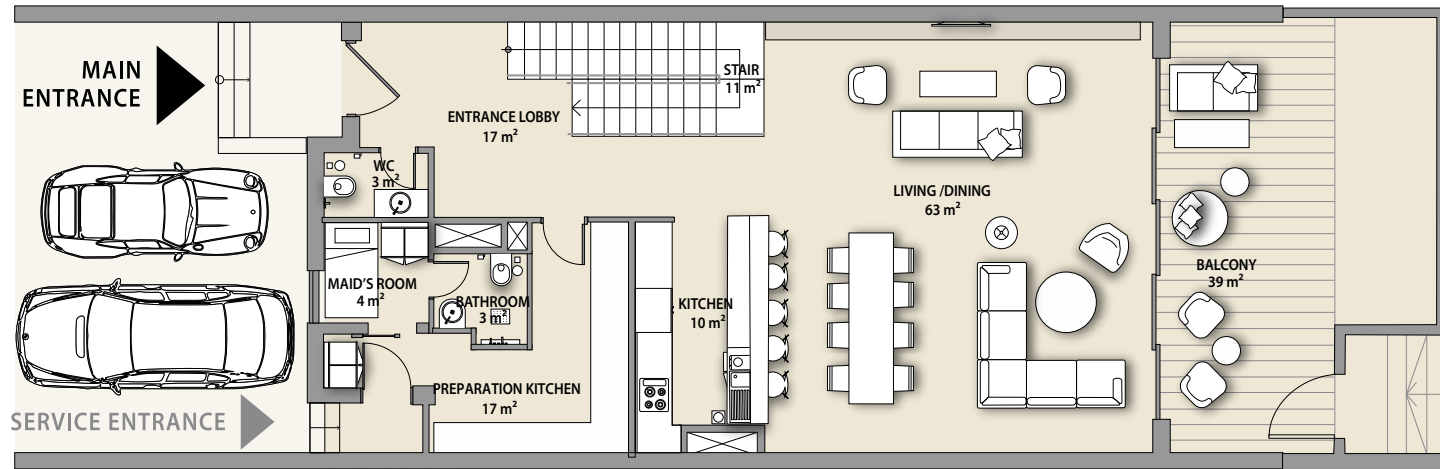 MAIN
ENTRANCE
STAIR
11 m²
ENTRANCE LOBBY
17 m²
WC
3 m²
LIVING /DINING
63 m²
MAID'S ROOM
4 m²
BATHROOM
3 m²
KITCHEN
10 m²
BALCONY
39 m²
PREPARATION KITCHEN
17 m²
SERVICE ENTRANCE